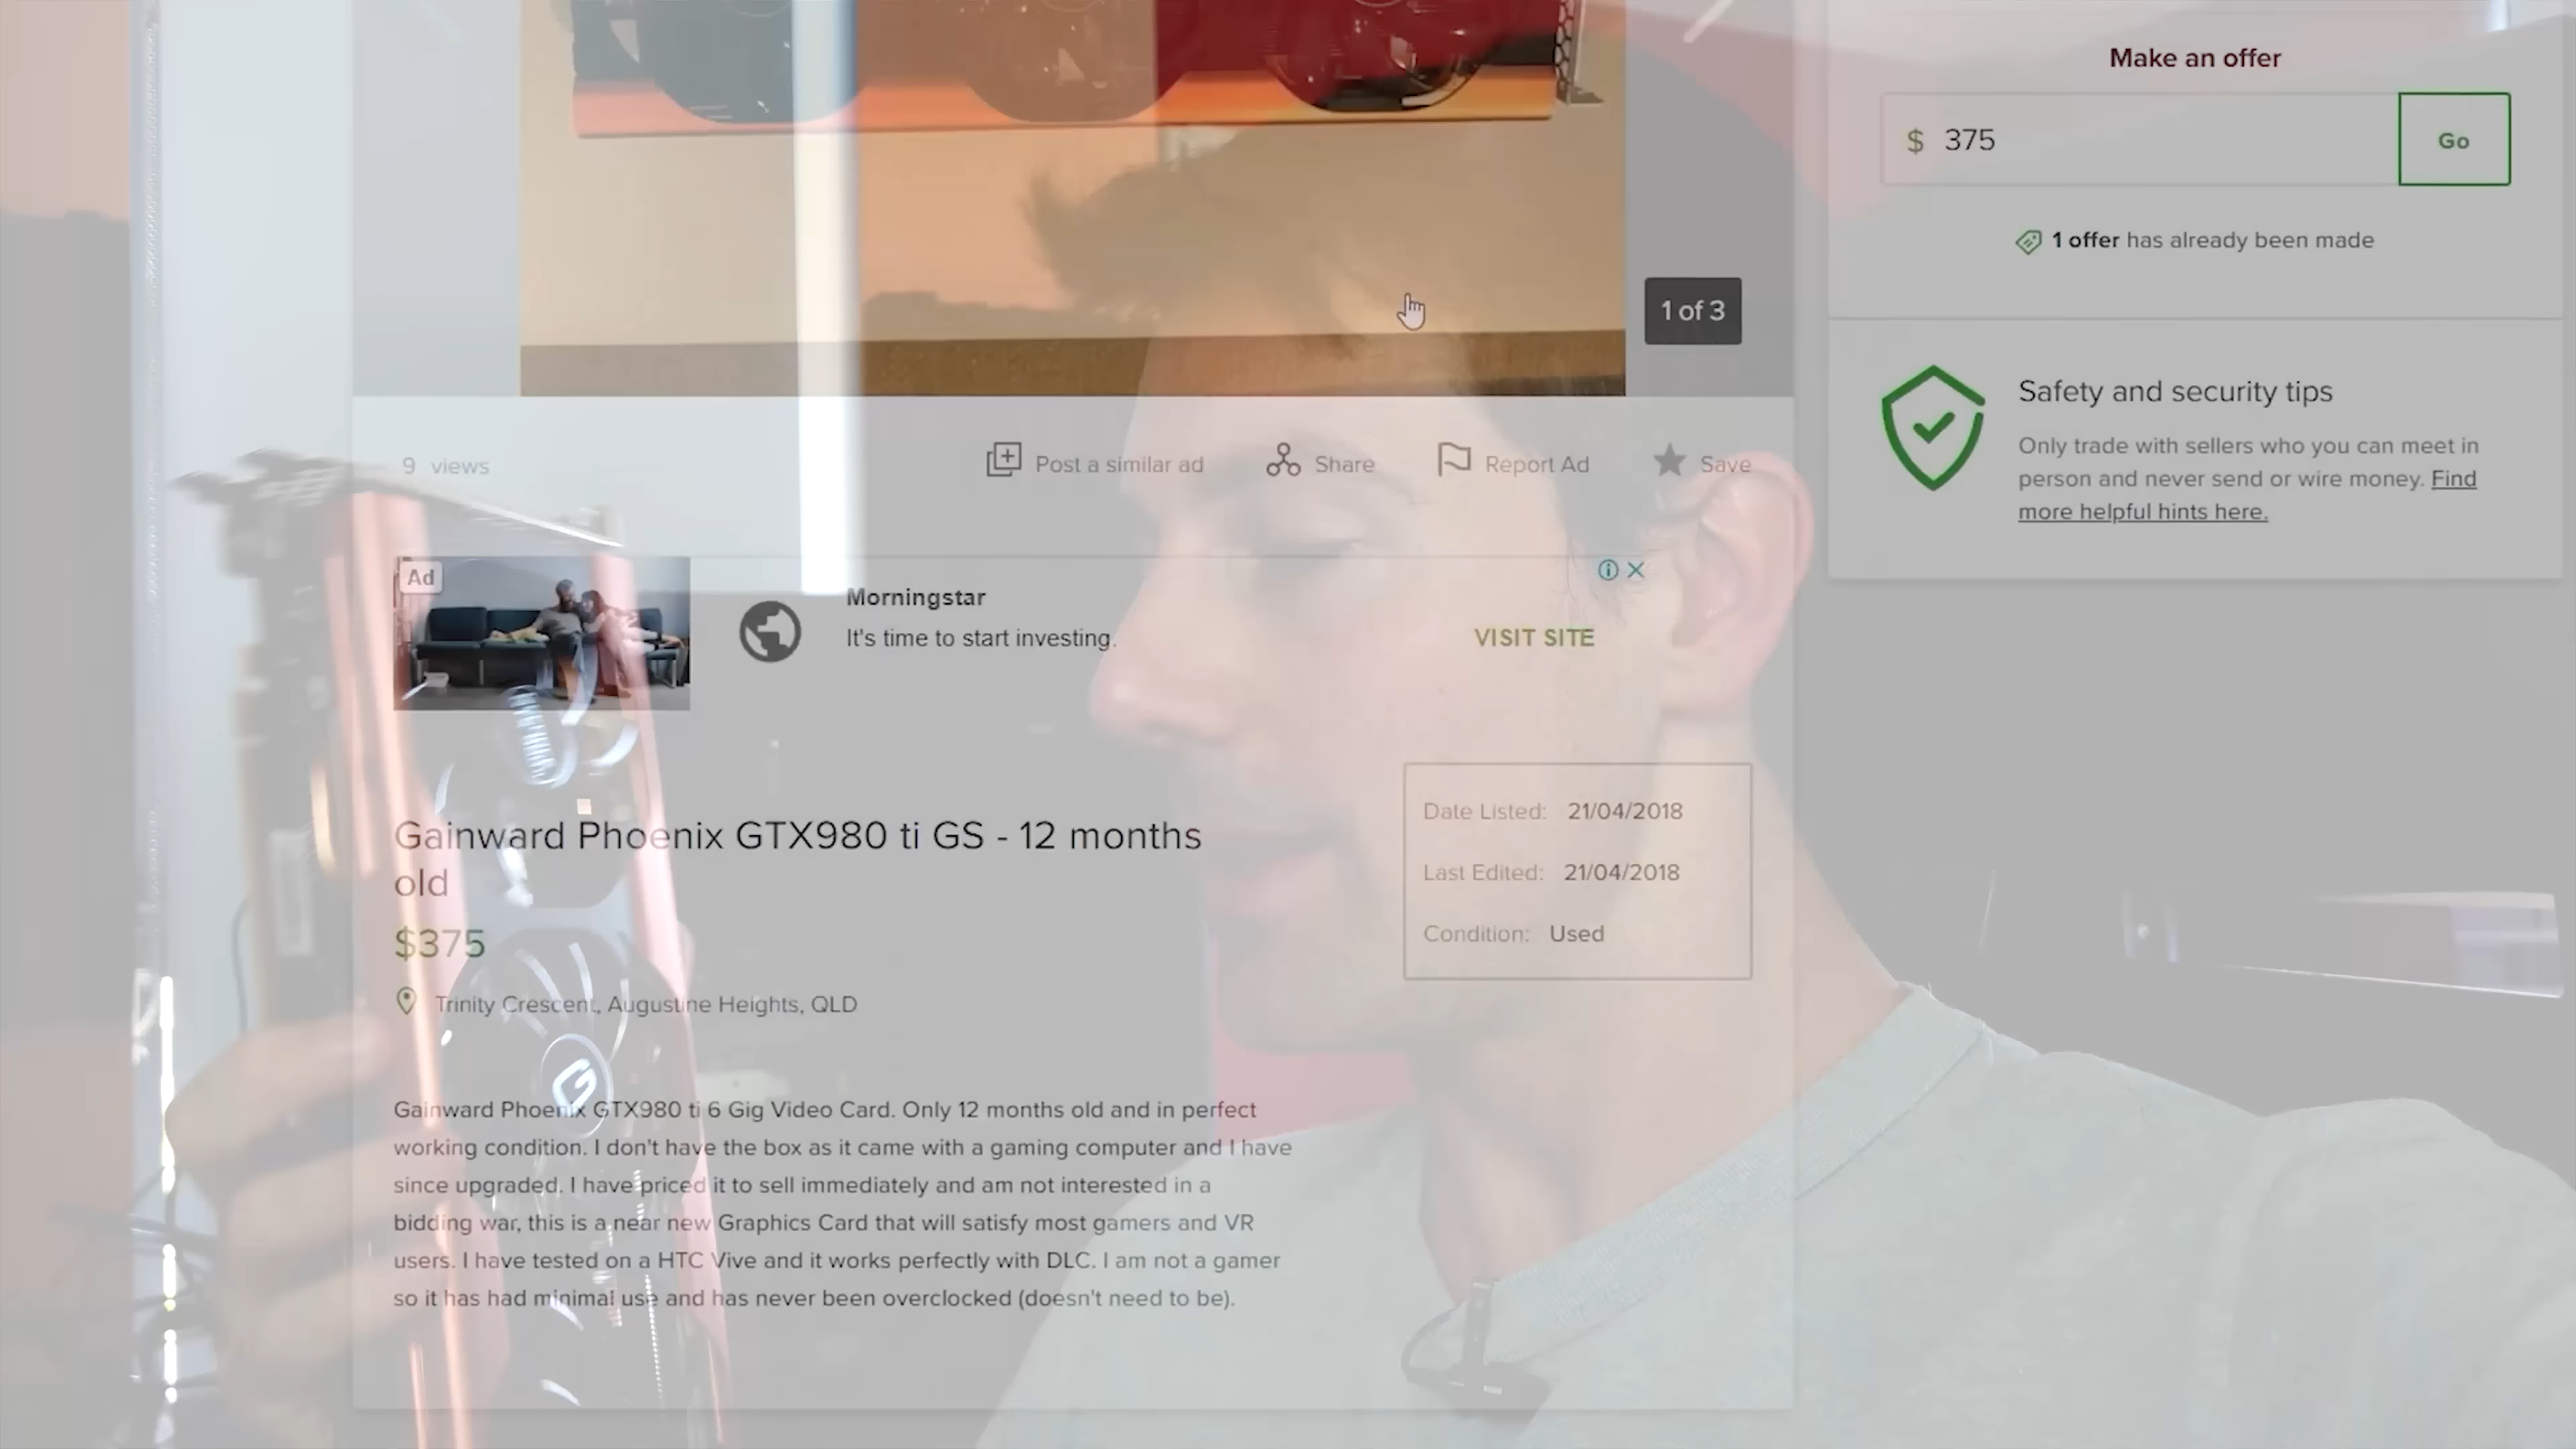 Make an offer
$ 375 Go
1 offer has already been made
1 of 3
Safety and security tips
Only trade with sellers who you can meet in
person and never send or wire money. Find
more helpful hints here.
9 views
Post a similar ad
Share
Report Ad
Save
Ad
Morningstar
It's time to start investing.
VISIT SITE
Gainward Phoenix GTX980 ti GS - 12 months
old
$375
Trinity Crescent, Augustine Heights, QLD
Date Listed: 21/04/2018
Last Edited: 21/04/2018
Condition: Used
G
Gainward Phoenix GTX980 ti 6 Gig Video Card. Only 12 months old and in perfect
working condition. I don't have the box as it came with a gaming computer and I have
since upgraded. I have priced it to sell immediately and am not interested in a
bidding war, this is a near new Graphics Card that will satisfy most gamers and VR
users. I have tested on a HTC Vive and it works perfectly with DLC. I am not a gamer
so it has had minimal use and has never been overclocked (doesn't need to be).